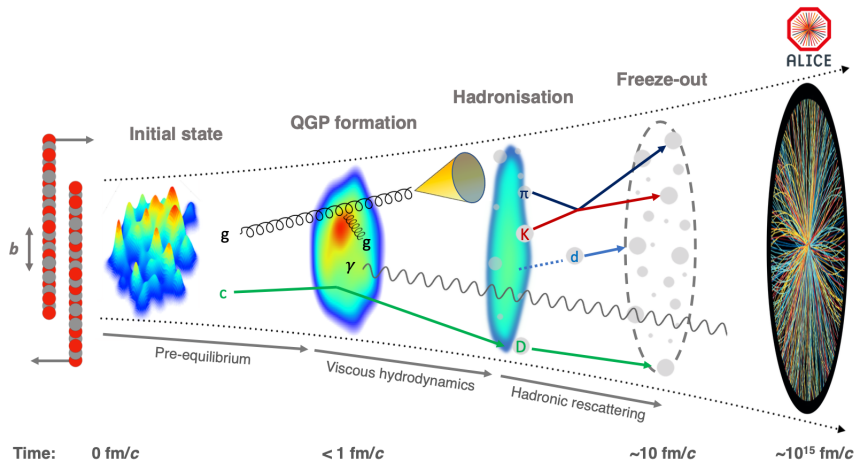 ALICE
Freeze-out
Hadronisation
QGP formation
Initial state
b
g
g
γ
c
π
K
d
D
Pre-equilibrium
Viscous hydrodynamics
Hadronic rescattering
Time: 0 fm/c < 1 fm/c ~10 fm/c ~10¹⁵ fm/c